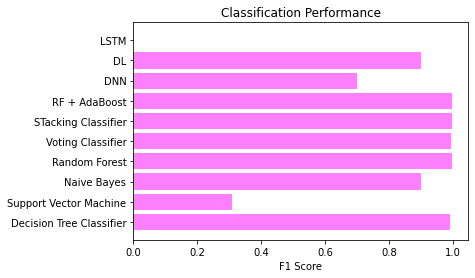 Classification Performance
LSTM
DL
DNN
RF + AdaBoost
STacking Classifier
Voting Classifier
Random Forest
Naive Bayes
Support Vector Machine
Decision Tree Classifier
0.0 0.2 0.4 0.6 0.8 1.0
F1 Score